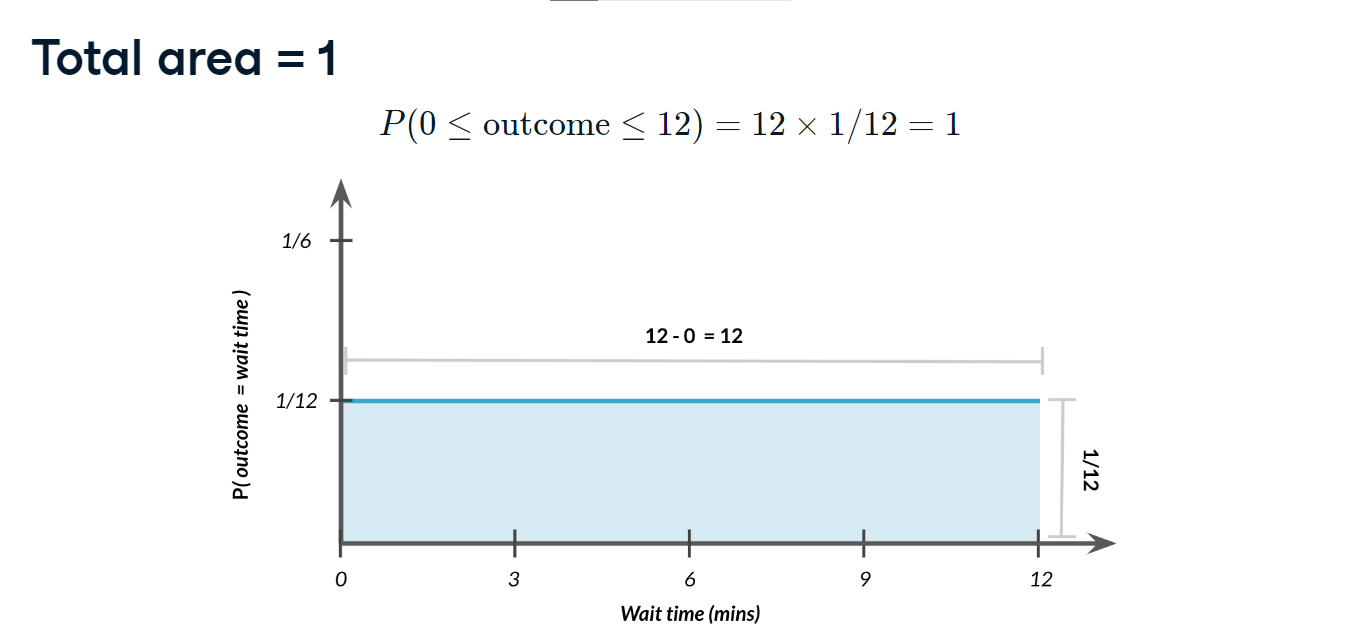 Total area = 1
P(0 ≤ outcome ≤ 12) = 12 × 1/12 = 1
1/6
12 - 0 = 12
1/12
P( outcome = wait time )
1/12
0 3 6 9 12
Wait time (mins)